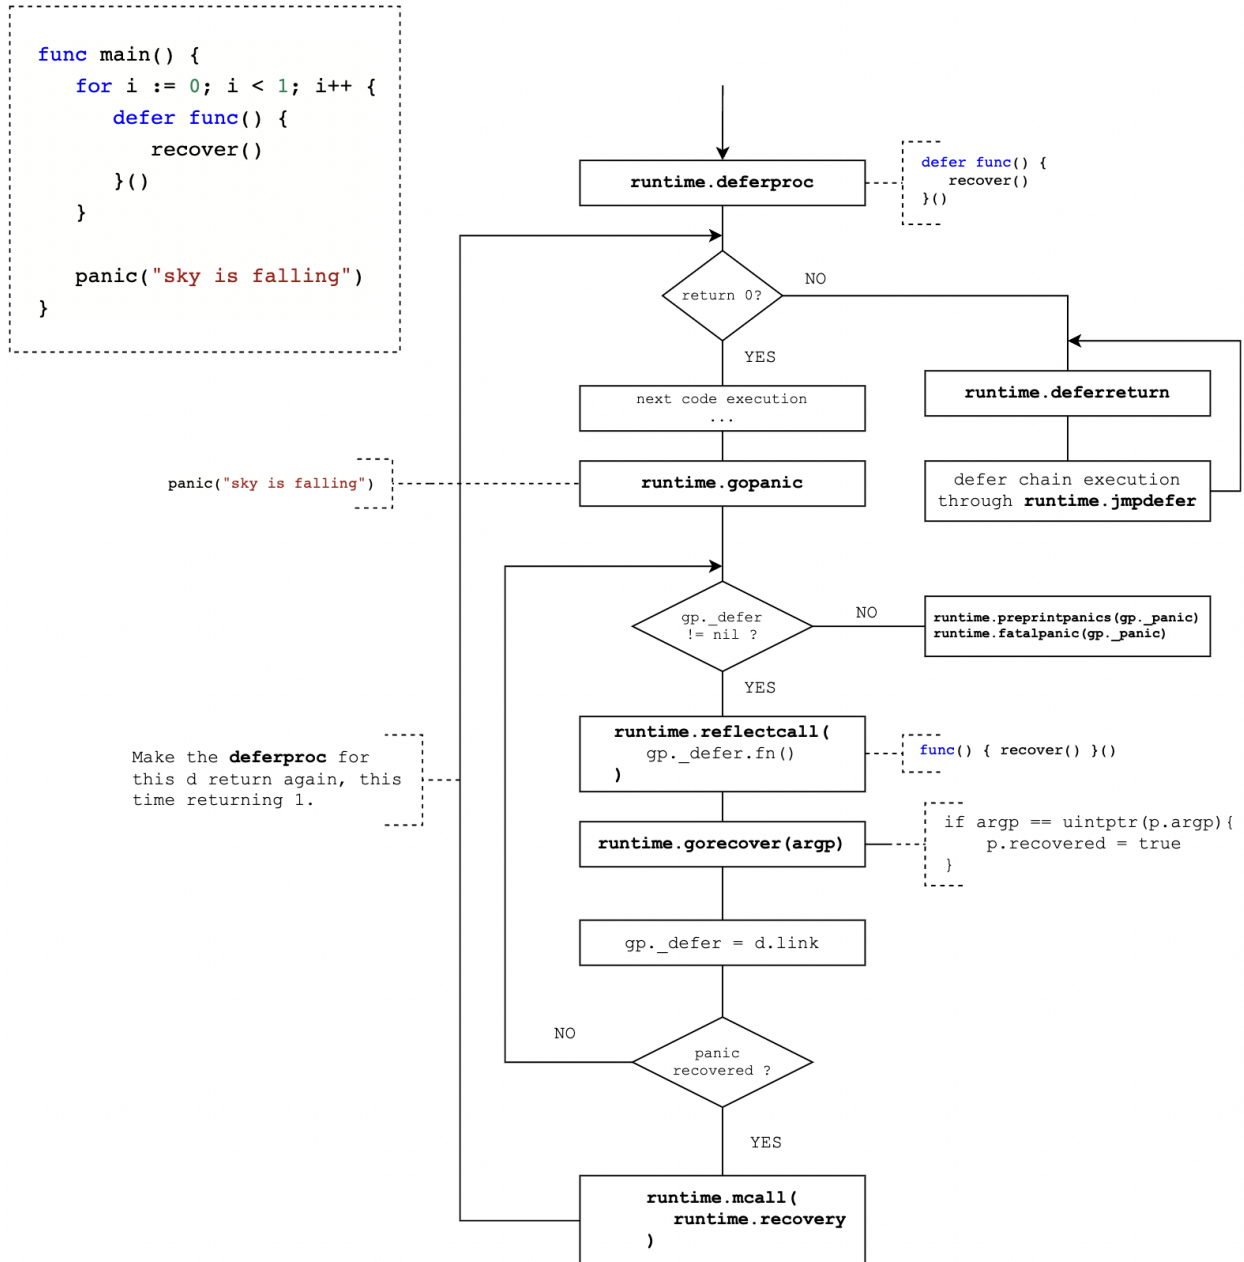 func main() {
for i := 0; i < 1; i++ {
defer func() {
recover()
}()
}
panic("sky is falling")
}
runtime.deferproc
defer func() {
recover()
}()
return 0?
NO
YES
next code execution
...
runtime.deferreturn
panic("sky is falling")
runtime.gopanic
defer chain execution
through runtime.jmpdefer
gp._defer
!= nil ?
NO
runtime.preprintpanics(gp._panic)
runtime.fatalpanic(gp._panic)
YES
runtime.reflectcall(
gp._defer.fn()
)
func() { recover() }()
Make the deferproc for
this d return again, this
time returning 1.
runtime.gorecover(argp)
if argp == uintptr(p.argp){
p.recovered = true
}
gp._defer = d.link
NO
panic
recovered ?
YES
runtime.mcall(
runtime.recovery
)